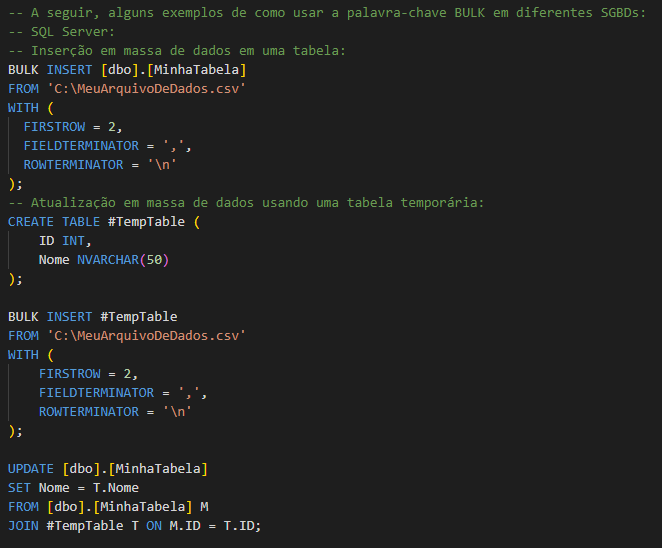 -- A seguir, alguns exemplos de como usar a palavra-chave BULK em diferentes SGBDs:
-- SQL Server:
-- Inserção em massa de dados em uma tabela:
BULK INSERT [dbo].[MinhaTabela]
FROM 'C:\MeuArquivoDeDados.csv'
WITH (
  FIRSTROW = 2,
  FIELDTERMINATOR = ',',
  ROWTERMINATOR = '\n'
);
-- Atualização em massa de dados usando uma tabela temporária:
CREATE TABLE #TempTable (
    ID INT,
    Nome NVARCHAR(50)
);

BULK INSERT #TempTable
FROM 'C:\MeuArquivoDeDados.csv'
WITH (
    FIRSTROW = 2,
    FIELDTERMINATOR = ',',
    ROWTERMINATOR = '\n'
);

UPDATE [dbo].[MinhaTabela]
SET Nome = T.Nome
FROM [dbo].[MinhaTabela] M
JOIN #TempTable T ON M.ID = T.ID;